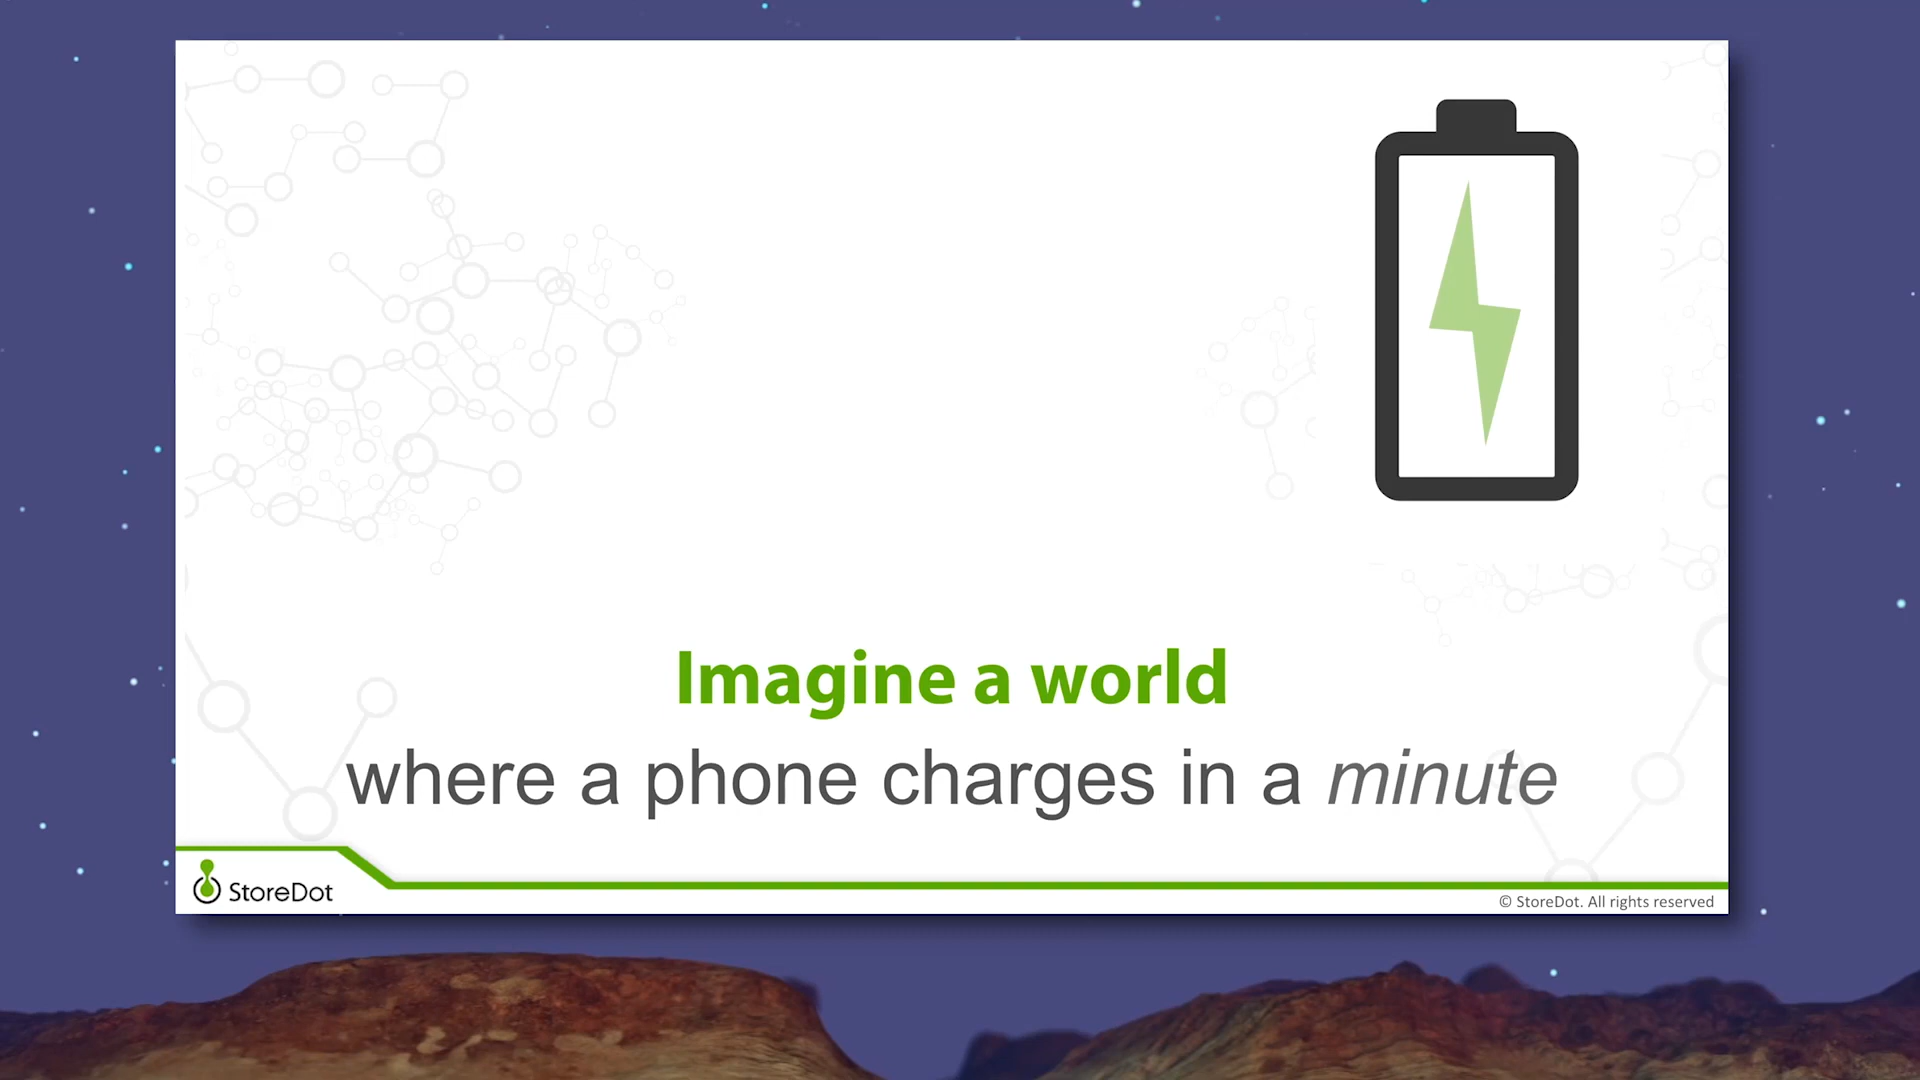 Imagine a world
where a phone charges in a minute
StoreDot
© StoreDot. All rights reserved